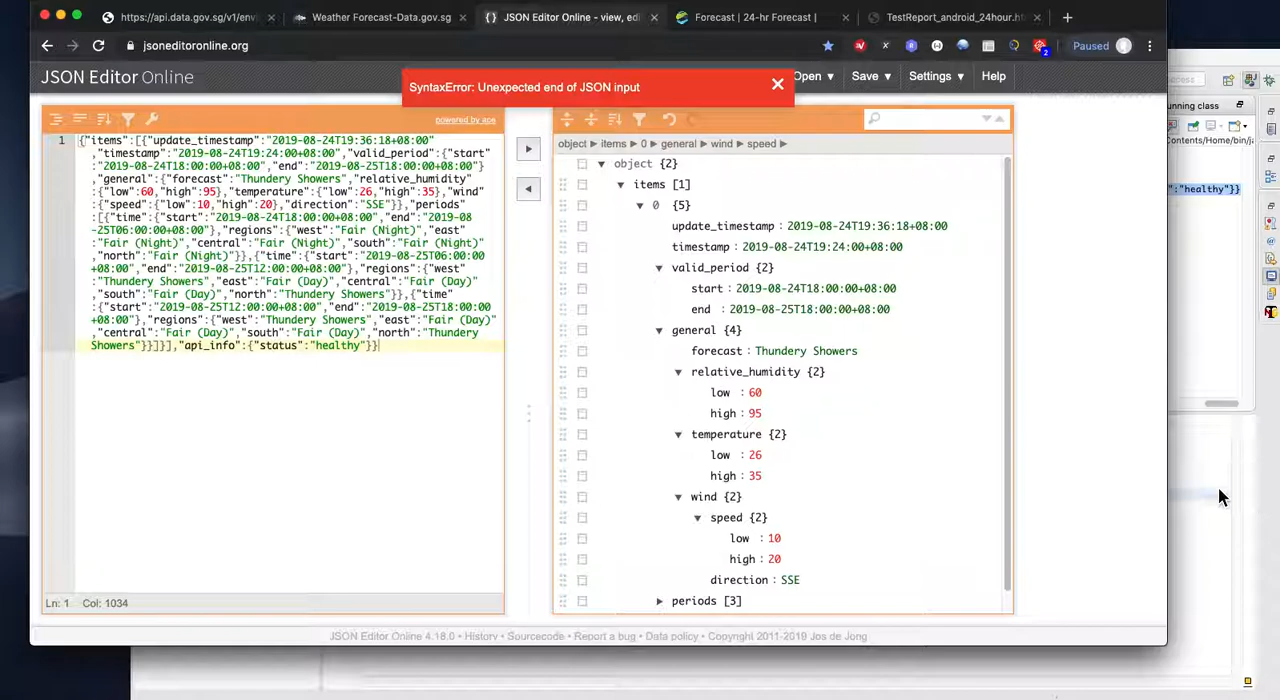 https://api.data.gov.sg/v1/env
Weather Forecast-Data.gov.sg
{} JSON Editor Online - view, edi
Forecast | 24-hr Forecast |
TestReport_android_24hour.h
jsoneditoronline.org
Paused
2
JSON Editor Online
Open
Save
Settings
Help
SyntaxError: Unexpected end of JSON input
powered by ace
object ▶ items ▶ 0 ▶ general ▶ wind ▶ speed ▶
1
{"items":[{"update_timestamp":"2019-08-24T19:36:18+08:00"
,"timestamp":"2019-08-24T19:24:00+08:00","valid_period":{"start"
:"2019-08-24T18:00:00+08:00","end":"2019-08-25T18:00:00+08:00"}
,"general":{"forecast":"Thundery Showers","relative_humidity"
:{"low":60,"high":95},"temperature":{"low":26,"high":35},"wind"
:{"speed":{"low":10,"high":20},"direction":"SSE"}},"periods"
:[{"time":{"start":"2019-08-24T18:00:00+08:00","end":"2019-08
-25T06:00:00+08:00"},"regions":{"west":"Fair (Night)","east"
:"Fair (Night)","central":"Fair (Night)","south":"Fair (Night)"
,"north":"Fair (Night)"}},{"time":{"start":"2019-08-25T06:00:00
+08:00","end":"2019-08-25T12:00:00+08:00"},"regions":{"west"
:"Thundery Showers","east":"Fair (Day)","central":"Fair (Day)"
,"south":"Fair (Day)","north":"Thundery Showers"}},{"time"
:{"start":"2019-08-25T12:00:00+08:00","end":"2019-08-25T18:00:00
+08:00"},"regions":{"west":"Thundery Showers","east":"Fair (Day)"
,"central":"Fair (Day)","south":"Fair (Day)","north":"Thundery
Showers"}}]}],"api_info":{"status":"healthy"}}
object {2}
items [1]
0 {5}
update_timestamp : 2019-08-24T19:36:18+08:00
timestamp : 2019-08-24T19:24:00+08:00
valid_period {2}
start : 2019-08-24T18:00:00+08:00
end : 2019-08-25T18:00:00+08:00
general {4}
forecast : Thundery Showers
relative_humidity {2}
low : 60
high : 95
temperature {2}
low : 26
high : 35
wind {2}
speed {2}
low : 10
high : 20
direction : SSE
periods [3]
Ln: 1 Col: 1034
JSON Editor Online 4.18.0 • History • Sourcecode • Report a bug • Data policy • Copyright 2011-2019 Jos de Jong
unning class
Contents/Home/bin/j
":"healthy"}}